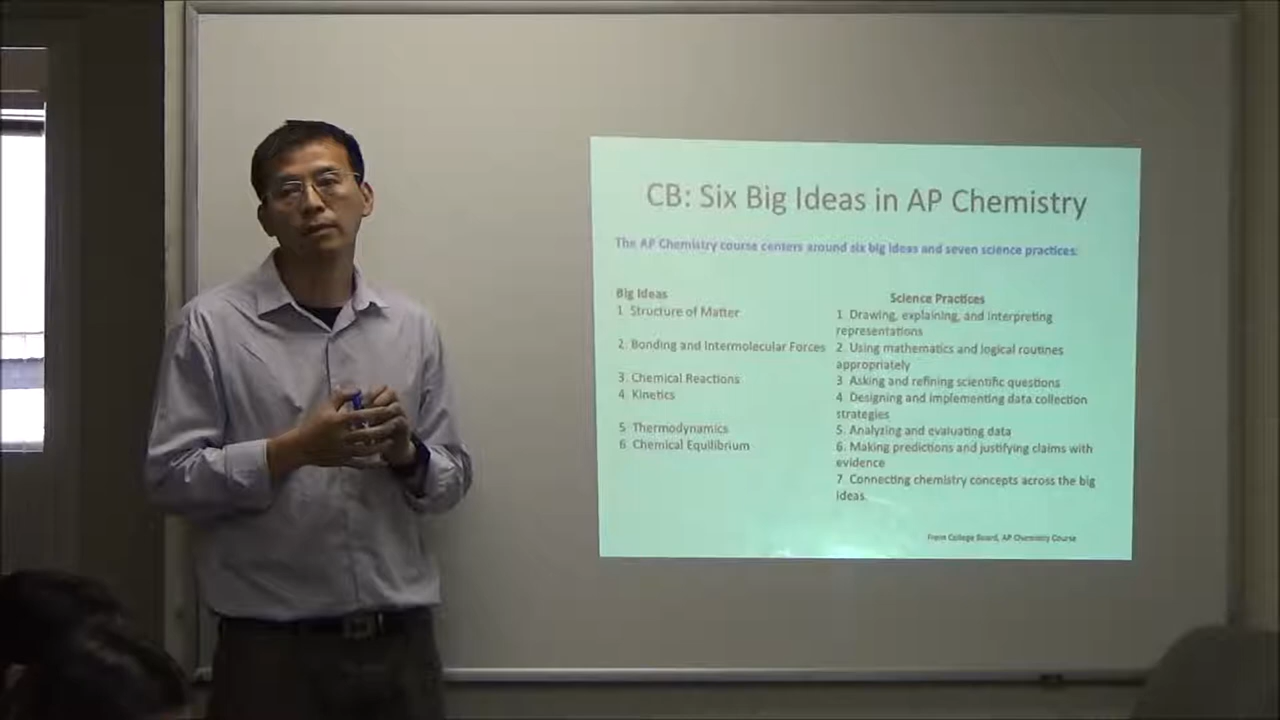 CB: Six Big Ideas in AP Chemistry
The AP Chemistry course centers around six big ideas and seven science practices:
Big Ideas
1. Structure of Matter
2. Bonding and Intermolecular Forces
3. Chemical Reactions
4. Kinetics
5 Thermodynamics
6 Chemical Equilibrium
Science Practices
1. Drawing, explaining, and interpreting
representations
2. Using mathematics and logical routines
appropriately
3 Asking and refining scientific questions
4. Designing and implementing data collection
strategies
5. Analyzing and evaluating data
6. Making predictions and justifying claims with
evidence
7. Connecting chemistry concepts across the big
ideas.
From College Board, AP Chemistry Course